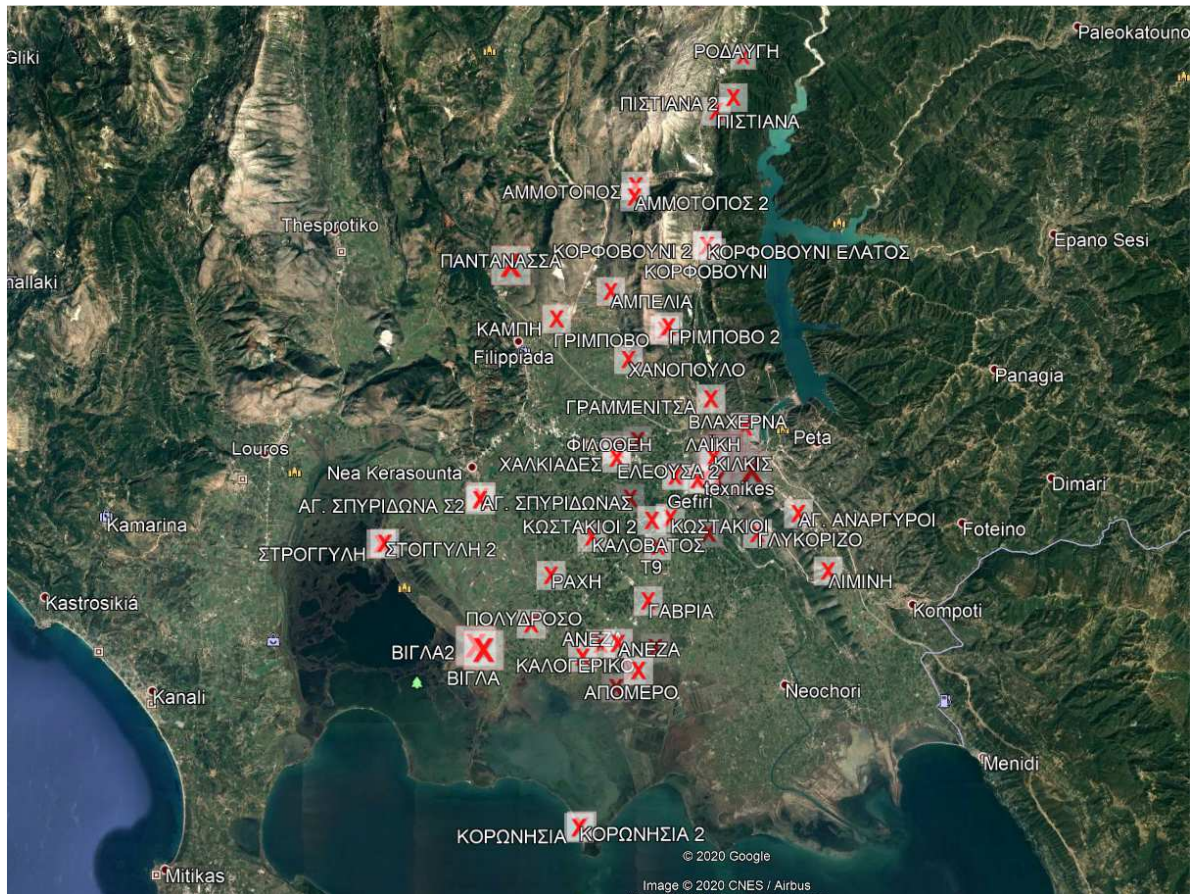 Paleokatouno
Gliki
ΡΟΔΑΥΓΗ
ΠΙΣΤΙΑΝΑ 2
ΠΙΣΤΙΑΝΑ
ΑΜΜΟΤΟΠΟΣ
ΑΜΜΟΤΟΠΟΣ 2
Thesprotiko
Epano Sesi
ΚΟΡΦΟΒΟΥΝΙ 2
ΚΟΡΦΟΒΟΥΝΙ ΕΛΑΤΟΣ
ΠΑΝΤΑΝΑΣΣΑ
ΚΟΡΦΟΒΟΥΝΙ
nallaki
ΑΜΠΕΛΙΑ
ΚΑΜΠΗ
ΓΡΙΜΠΟΒΟ
ΓΡΙΜΠΟΒΟ 2
Filippiáda
ΧΑΝΟΠΟΥΛΟ
Panagia
ΓΡΑΜΜΕΝΙΤΣΑ
ΒΛΑΧΕΡΝΑ
Peta
Louros
ΦΙΛΟΘΕΗ
ΛΑΪΚΗ
ΧΑΛΚΙΑΔΕΣ
ΚΙΛΚΙΣ
Nea Kerasounta
ΕΛΕΟΥΣΑ 2
texnikes
Dimari
ΑΓ. ΣΠΥΡΙΔΩΝΑ Σ2
ΑΓ. ΣΠΥΡΙΔΩΝΑΣ
Gefiri
Kamarina
ΚΩΣΤΑΚΙΟΙ 2
ΚΩΣΤΑΚΙΟΙ
ΑΓ. ΑΝΑΡΓΥΡΟΙ
Foteino
ΣΤΡΟΓΓΥΛΗ
ΣΤΟΓΓΥΛΗ 2
ΚΑΛΟΒΑΤΟΣ
ΓΛΥΚΟΡΙΖΟ
Τ9
ΡΑΧΗ
ΛΙΜΙΝΗ
Kastrosikiá
ΓΑΒΡΙΑ
Kompoti
ΠΟΛΥΔΡΟΣΟ
ΒΙΓΛΑ2
ΑΝΕΖ
ΑΝΕΖΑ
ΚΑΛΟΓΕΡΙΚΟ
ΒΙΓΛΑ
ΑΠΟΜΕΡΟ
Neochori
Kanali
Menidi
ΚΟΡΩΝΗΣΙΑ
ΚΟΡΩΝΗΣΙΑ 2
© 2020 Google
Mitikas
Image © 2020 CNES / Airbus